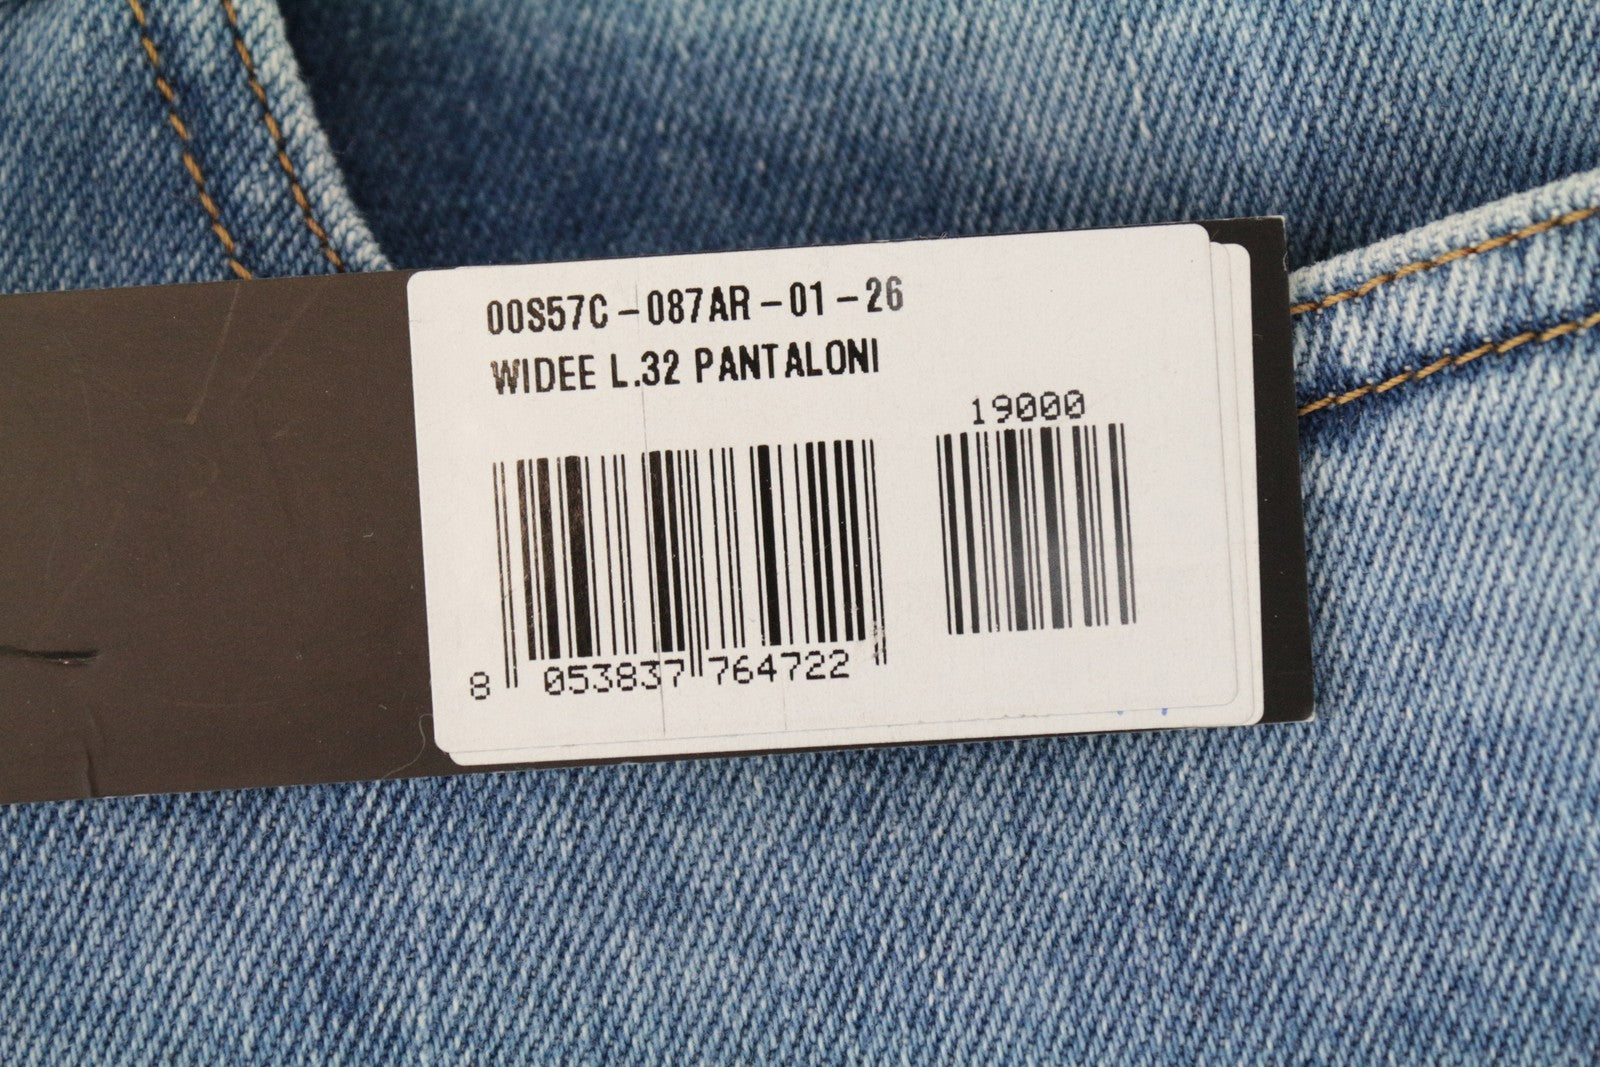 00S57C-087AR-01-26
WIDEE L.32 PANTALONI
19000
8 053837 764722